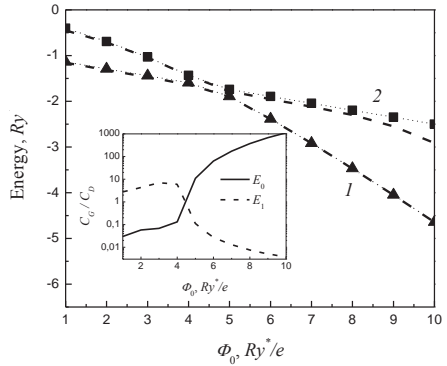 0
-1
-2
-3
-4
-5
-6
Energy, Ry
1 2 3 4 5 6 7 8 9 10
Φ₀, Ry*/e
2
1
1000
100
10
1
0,1
0,01
C_G / C_D
E₀
E₁
2 4 6 8 10
Φ₀, Ry*/e